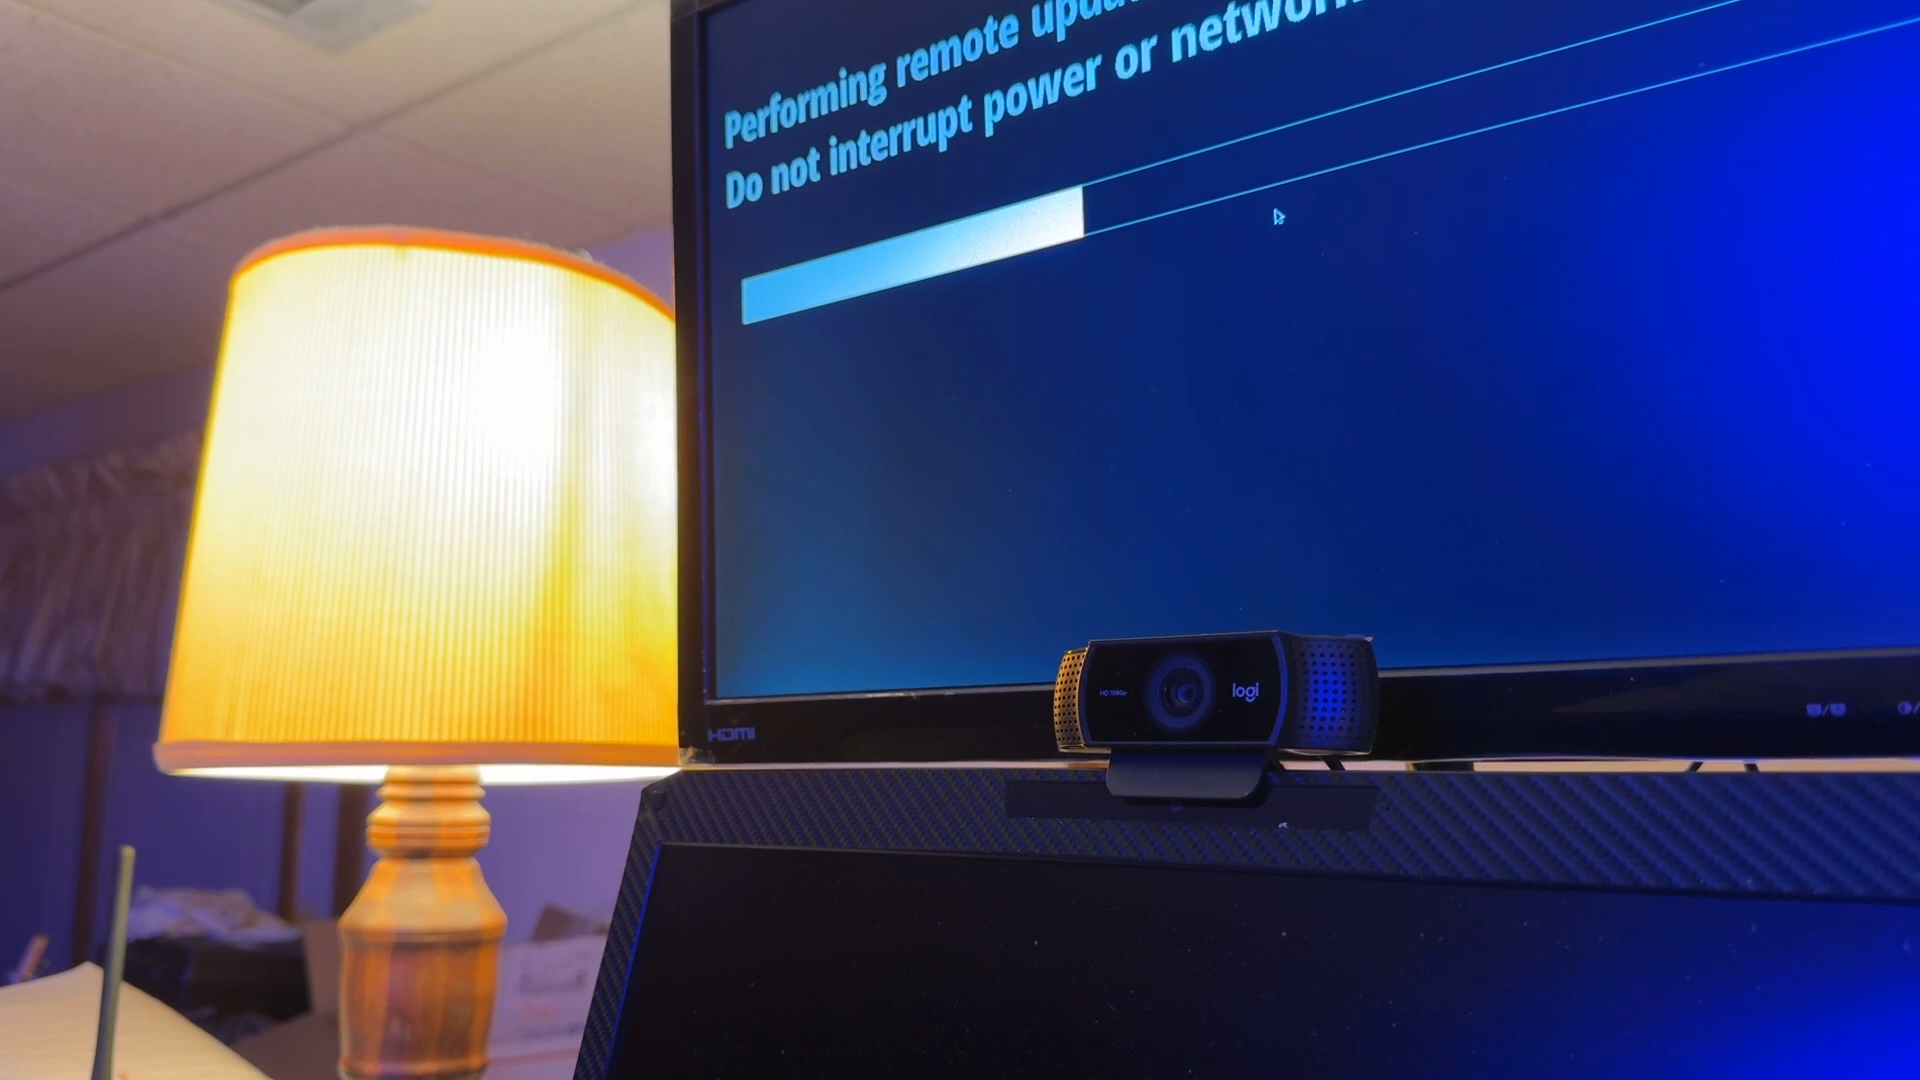 Performing remote
Do not interrupt power or
HD 1080p
logi
HDMI